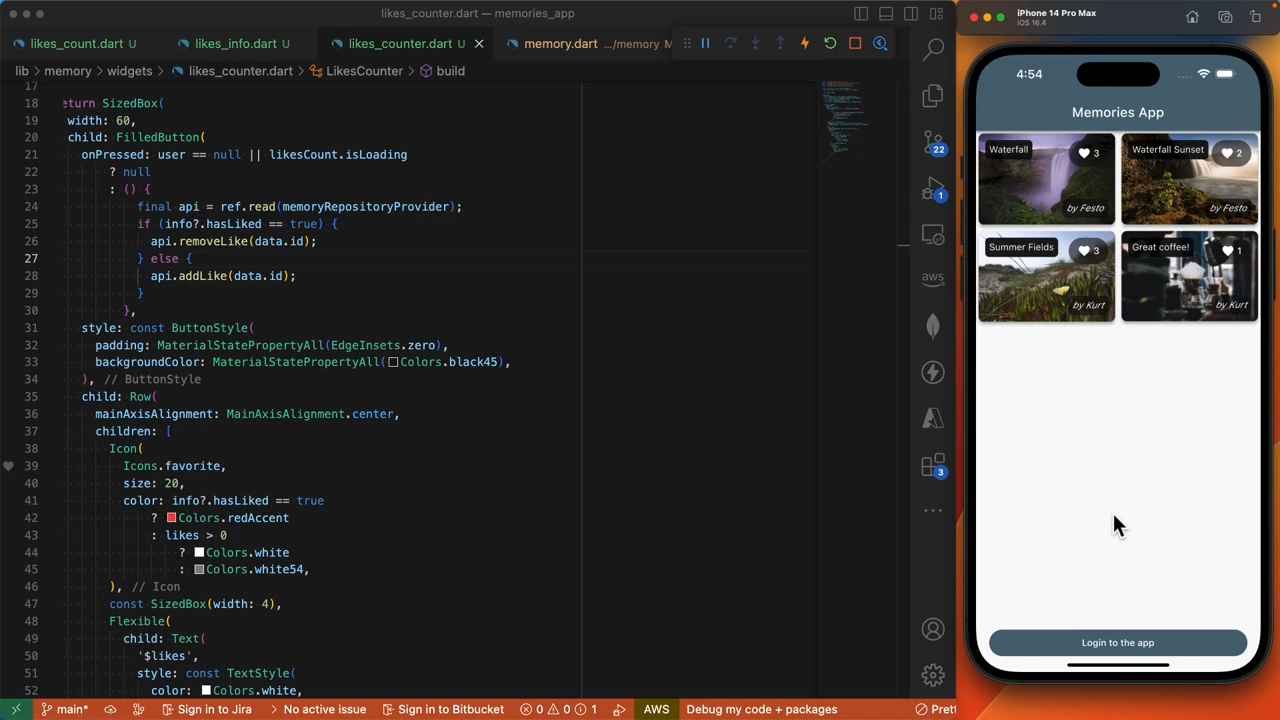 likes_counter.dart — memories_app
likes_count.dart U
likes_info.dart U
likes_counter.dart U
memory.dart .../memory M
lib > memory > widgets > likes_counter.dart > LikesCounter > build
17
18 eturn SizedBox(
19 width: 60,
20 child: FilledButton(
21 onPressed: user == null || likesCount.isLoading
22 ? null
23 : () {
24 final api = ref.read(memoryRepositoryProvider);
25 if (info?.hasLiked == true) {
26 api.removeLike(data.id);
27 } else {
28 api.addLike(data.id);
29 }
30 },
31 style: const ButtonStyle(
32 padding: MaterialStatePropertyAll(EdgeInsets.zero),
33 backgroundColor: MaterialStatePropertyAll(Colors.black45),
34 ), // ButtonStyle
35 child: Row(
36 mainAxisAlignment: MainAxisAlignment.center,
37 children: [
38 Icon(
39 Icons.favorite,
40 size: 20,
41 color: info?.hasLiked == true
42 ? Colors.redAccent
43 : likes > 0
44 ? Colors.white
45 : Colors.white54,
46 ), // Icon
47 const SizedBox(width: 4),
48 Flexible(
49 child: Text(
50 '$likes',
51 style: const TextStyle(
52 color: Colors.white,
22
1
aws
3
main*
Sign in to Jira
No active issue
Sign in to Bitbucket
0 0 1
AWS
Debug my code + packages
Pret
iPhone 14 Pro Max
iOS 16.4
4:54
Memories App
Waterfall
3
by Festo
Waterfall Sunset
2
by Festo
Summer Fields
3
by Kurt
Great coffee!
1
by Kurt
Login to the app